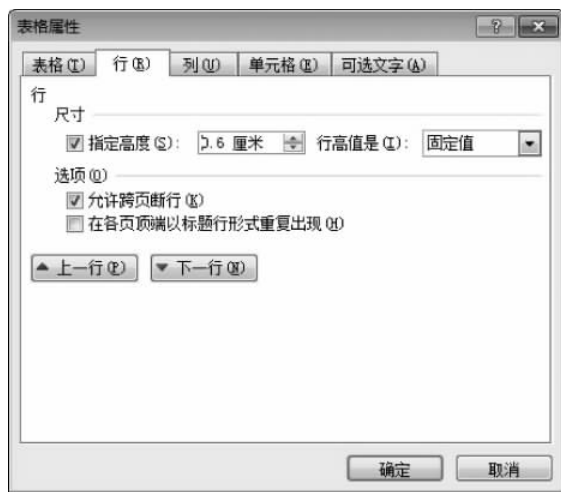 表格属性
表格(T) 行(R) 列(U) 单元格(E) 可选文字(A)
行
尺寸
指定高度(S): 0.6 厘米 行高值是(I): 固定值
选项(O)
允许跨页断行(K)
在各页顶端以标题行形式重复出现(H)
上一行(P) 下一行(N)
确定 取消